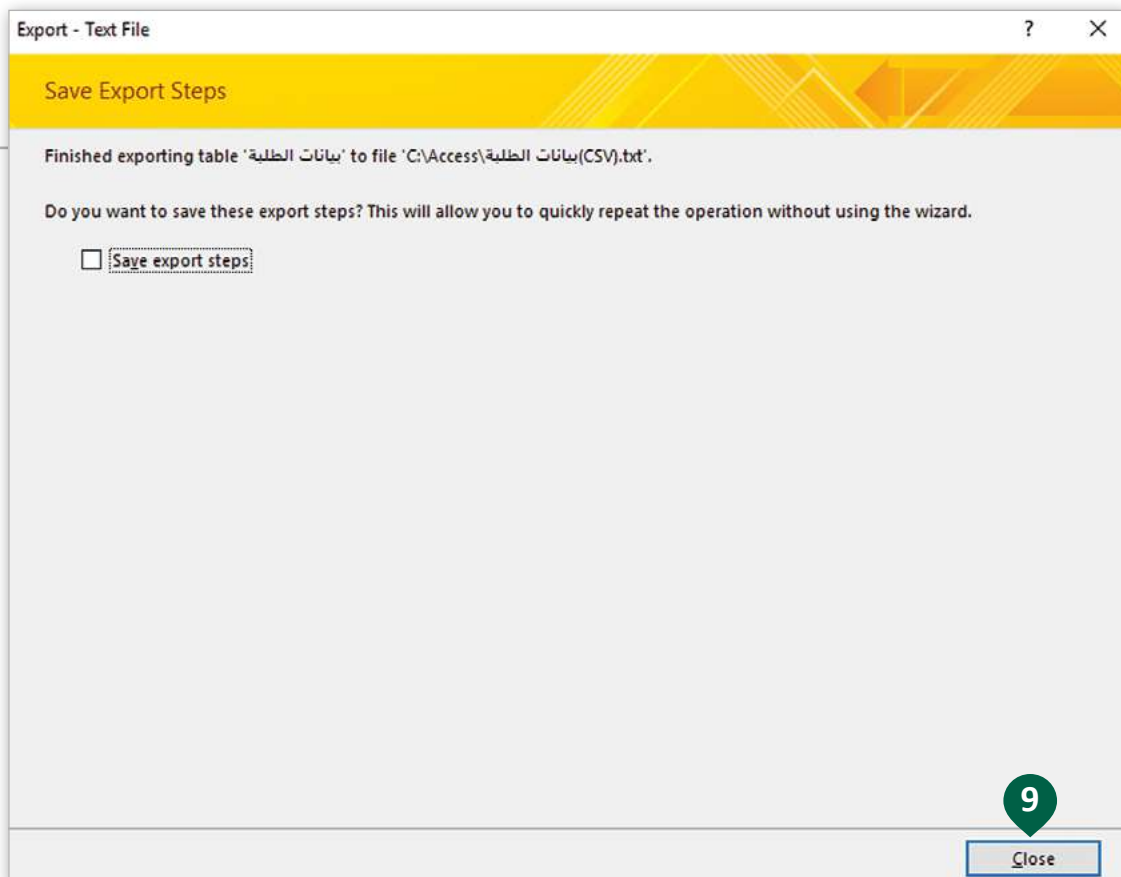 Export - Text File
Save Export Steps
Finished exporting table 'بيانات الطلبة' to file 'C:\Access\بيانات الطلبة(CSV).txt'.
Do you want to save these export steps? This will allow you to quickly repeat the operation without using the wizard.
Save export steps
9
Close